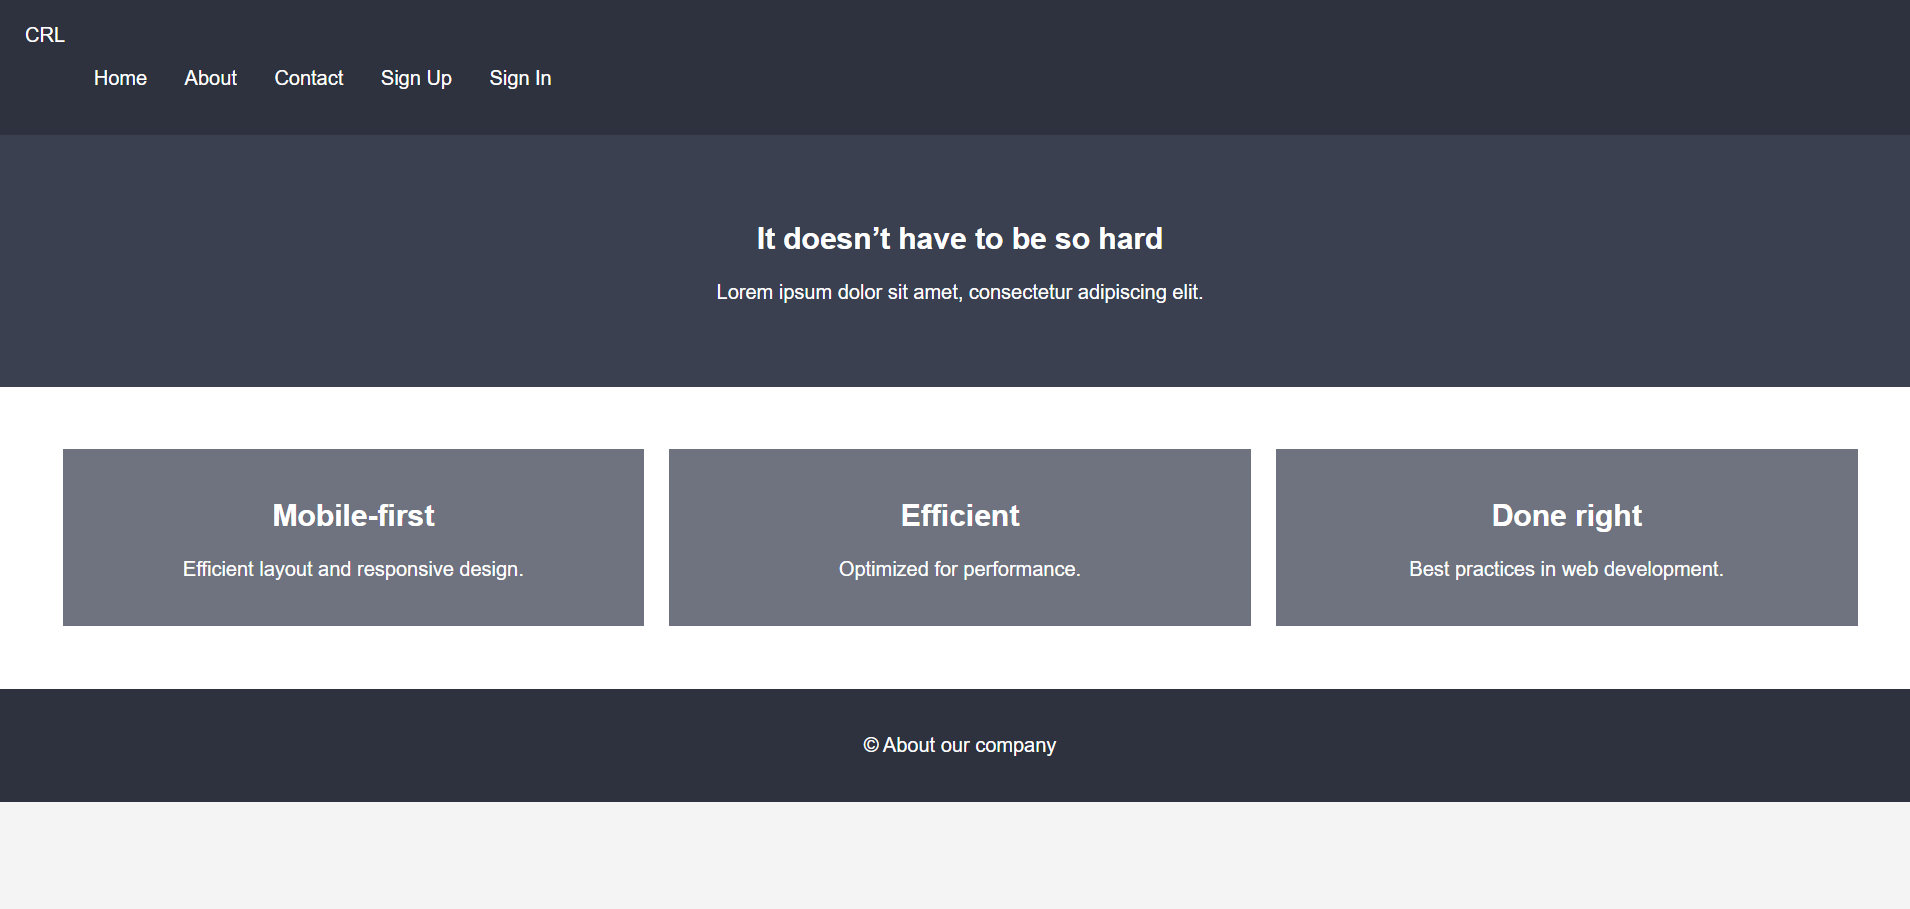 CRL
Home About Contact Sign Up Sign In
It doesn’t have to be so hard
Lorem ipsum dolor sit amet, consectetur adipiscing elit.
Mobile-first
Efficient layout and responsive design.
Efficient
Optimized for performance.
Done right
Best practices in web development.
© About our company